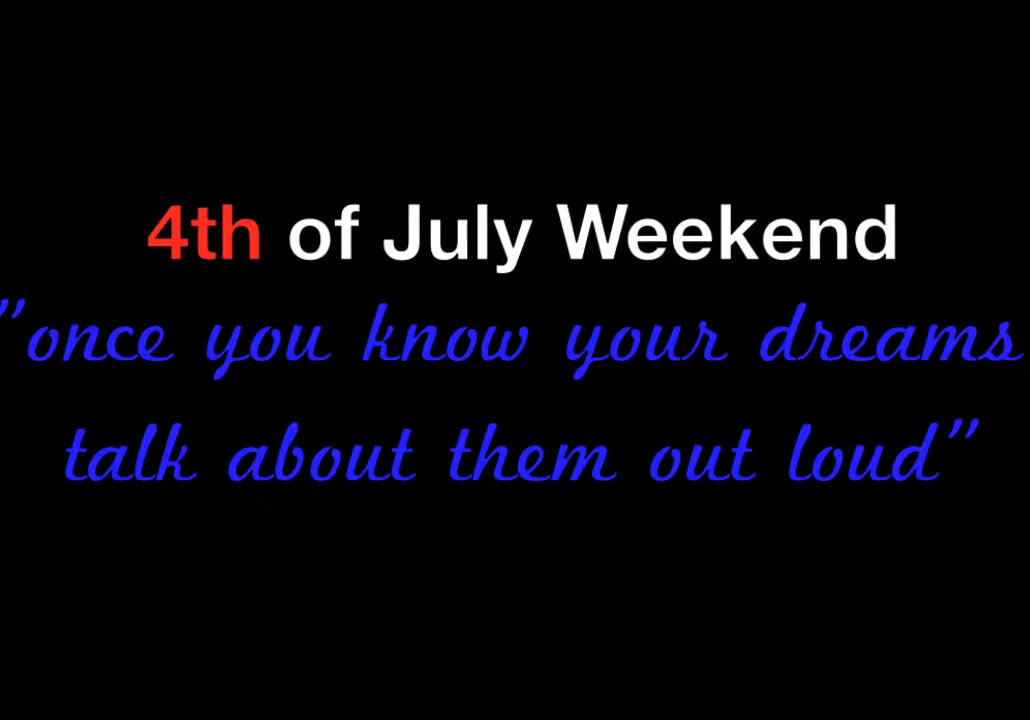 4th of July Weekend
”once you know your dreams
talk about them out loud”